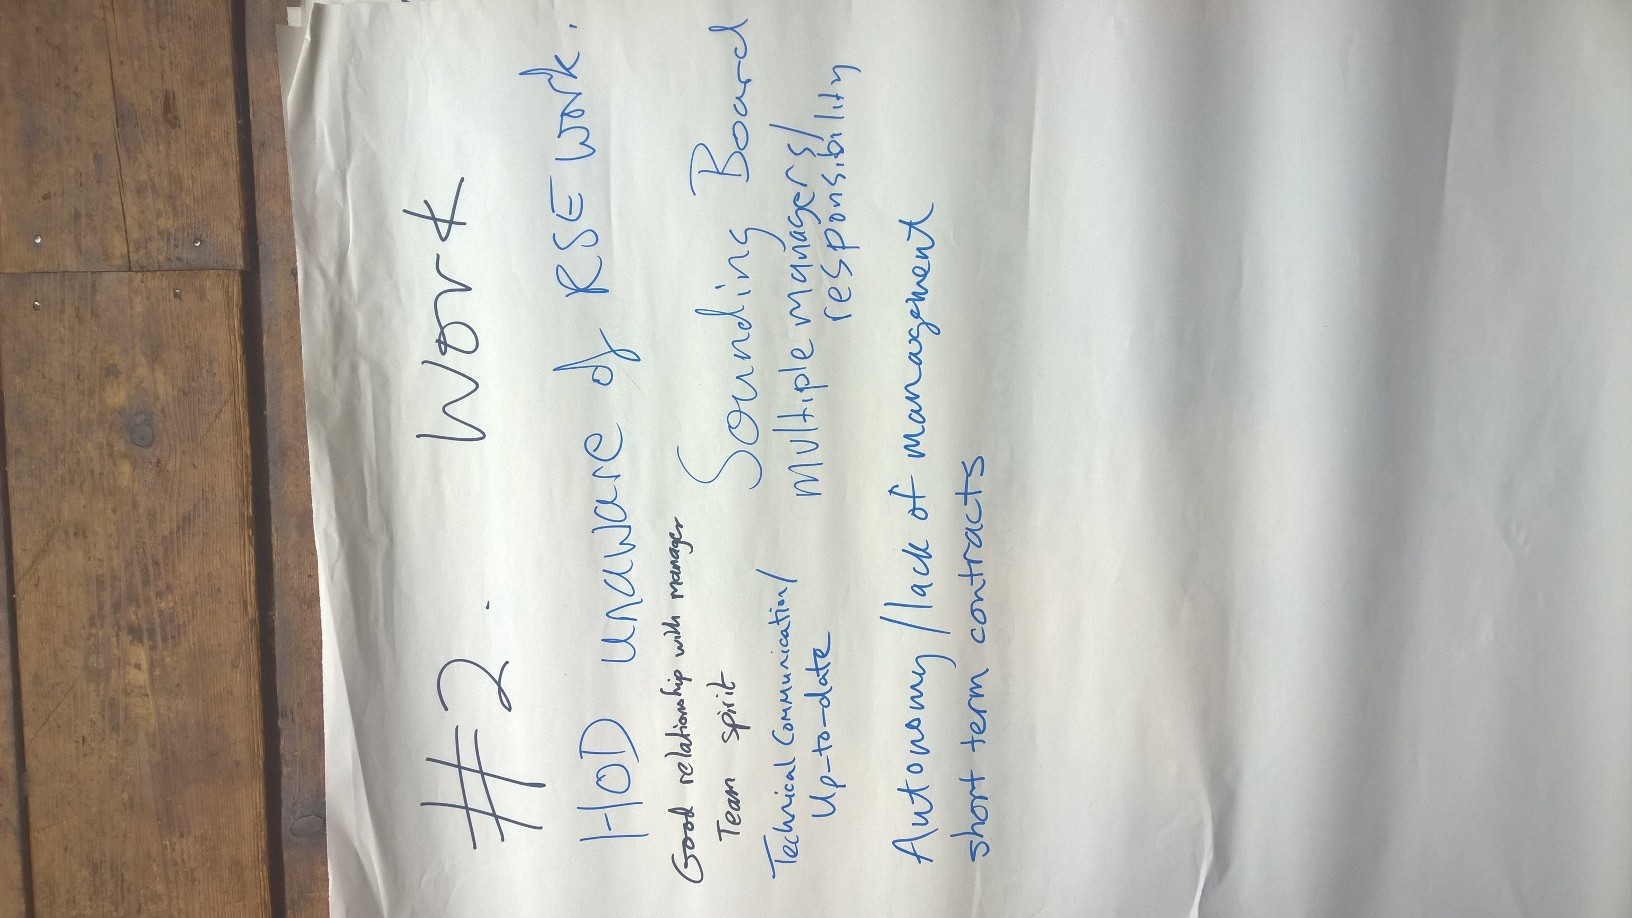 #2. Work
HOD unaware of RSE work.
Good relationship with manager
Team spirit
Sounding Board
Technical Communication/
Up-to-date
multiple managers/
responsibility
Autonomy/lack of management
short term contracts